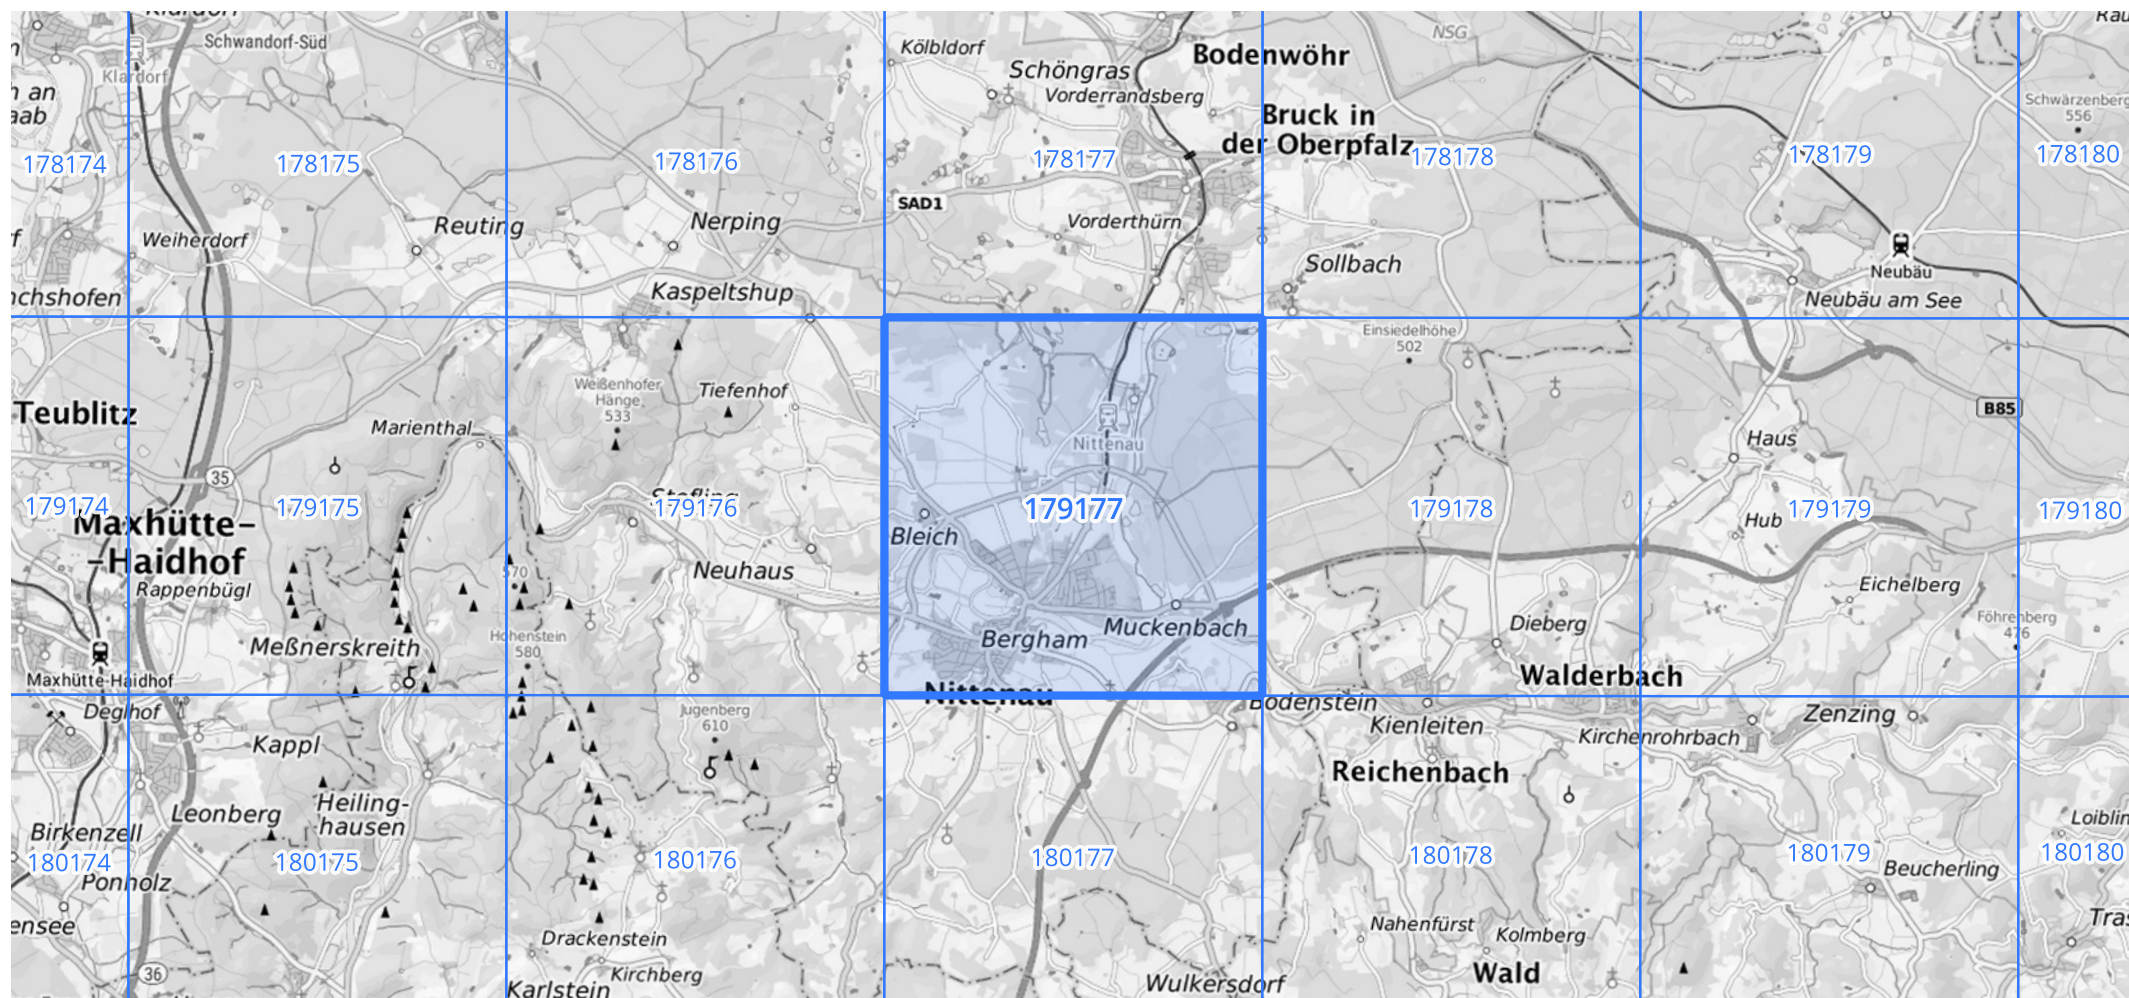 Schwandorf-Süd
Klardorf
Kölbldorf
Schöngras
Vorderrandsberg
Bodenwöhr
Bruck in
der Oberpfalz
NSG
Schwärzenberg
556
178174
178175
178176
178177
178178
178179
178180
SAD1
Reuting
Nerping
Vorderthürn
Weiherdorf
Sollbach
Neubäu
Neubäu am See
nchshofen
Kaspeltshup
Einsiedelhöhe
502
Weißenhofer
Hänge
533
Tiefenhof
Teublitz
Marienthal
Nittenau
B85
Haus
35
179174
179175
Stefling
179176
179177
179178
179179
179180
Maxhütte-
-Haidhof
Rappenbügl
Bleich
Hub
570
Neuhaus
Eichelberg
Föhrenberg
476
Meßnerskreith
Hohenstein
580
Bergham
Muckenbach
Dieberg
Walderbach
Maxhütte-Haidhof
Nittenau
Bodenstein
Deglhof
Jugenberg
610
Kienleiten
Kirchenrohrbach
Zenzing
Kappl
Reichenbach
Leonberg
Heiling-
hausen
Birkenzell
180174
180175
180176
180177
180178
180179
180180
Ponholz
Beucherling
ensee
Drackenstein
Nahenfürst
Kolmberg
36
Kirchberg
Karlstein
Wulkersdorf
Wald